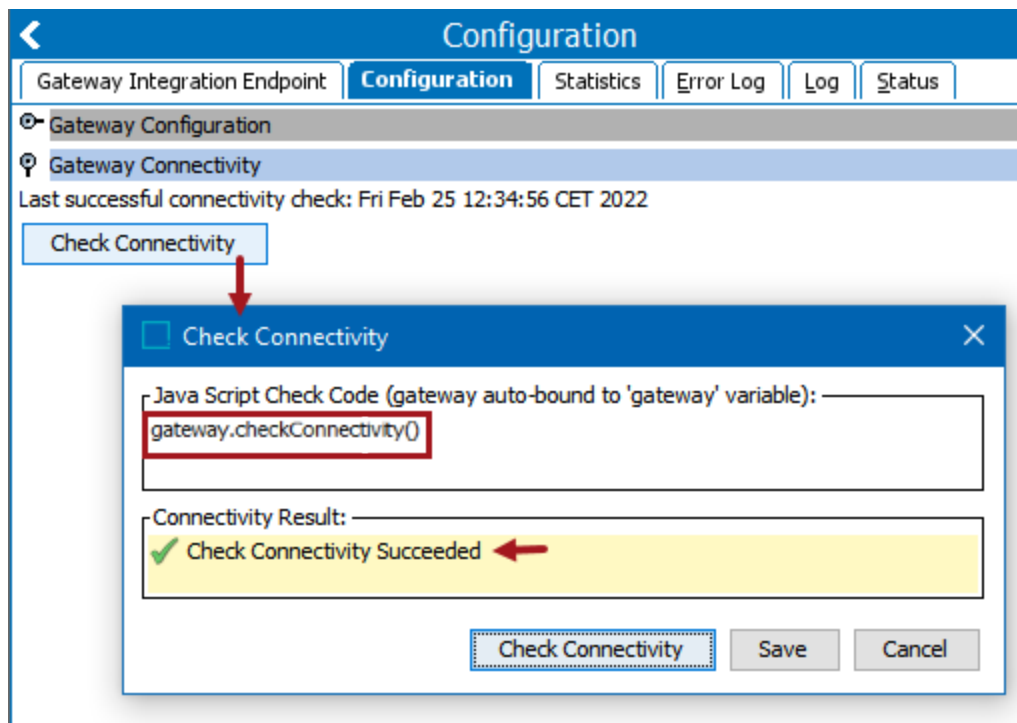 Configuration
Gateway Integration Endpoint Configuration Statistics Error Log Log Status
Gateway Configuration
Gateway Connectivity
Last successful connectivity check: Fri Feb 25 12:34:56 CET 2022
Check Connectivity
Check Connectivity
Java Script Check Code (gateway auto-bound to 'gateway' variable):
gateway.checkConnectivity()
Connectivity Result:
Check Connectivity Succeeded
Check Connectivity Save Cancel